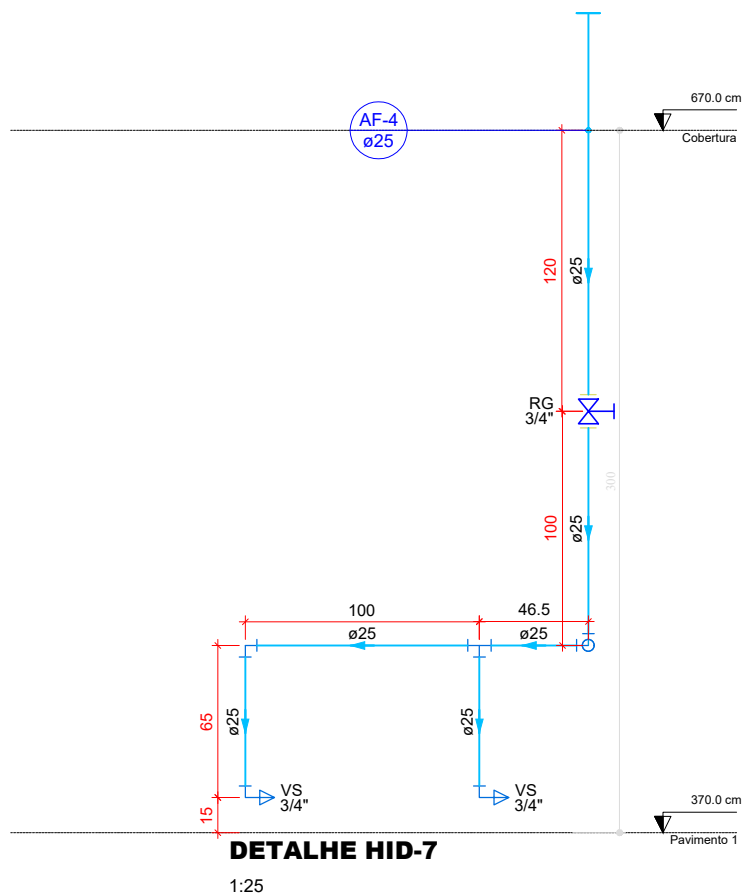 670.0 cm
Cobertura
AF-4
ø25
120
ø25
RG
3/4"
300
100
ø25
100
46.5
ø25
ø25
65
ø25
ø25
VS
3/4"
VS
3/4"
15
370.0 cm
Pavimento 1
DETALHE HID-7
1:25